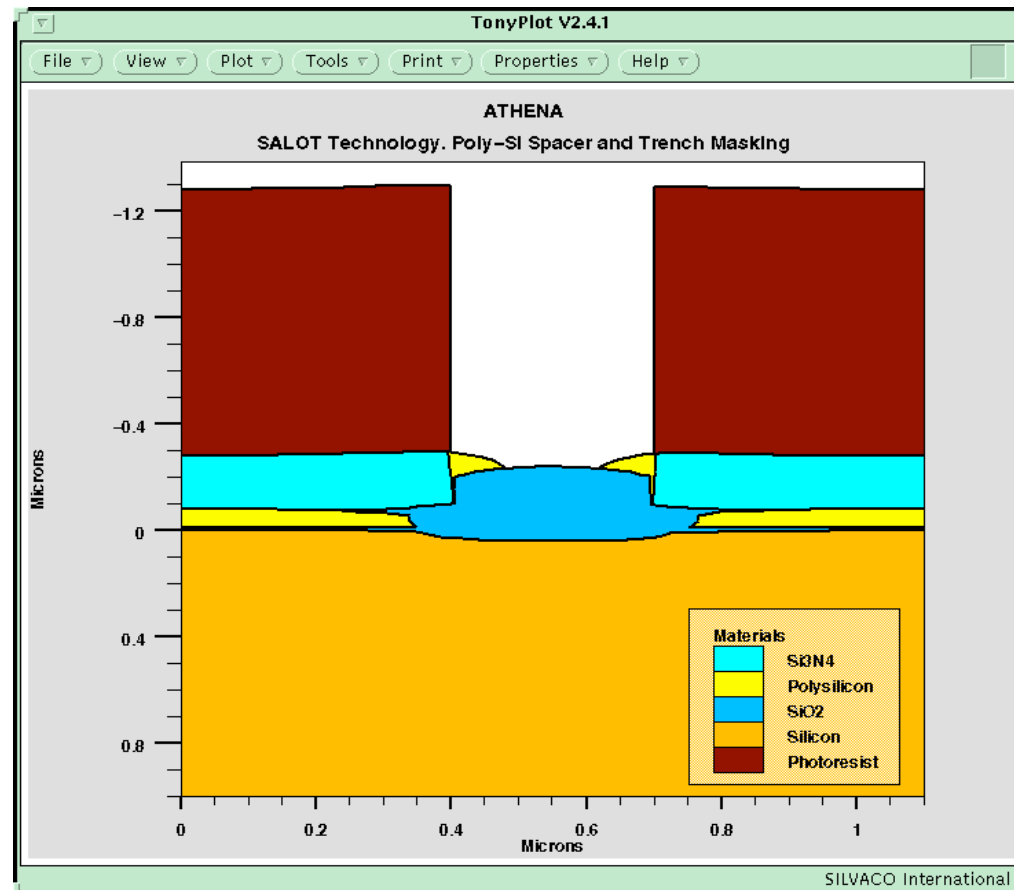 TonyPlot V2.4.1
File View Plot Tools Print Properties Help
ATHENA
SALOT Technology. Poly-Si Spacer and Trench Masking
-1.2
-0.8
-0.4
0
0.4
0.8
Microns
Materials
Si3N4
Polysilicon
SiO2
Silicon
Photoresist
0 0.2 0.4 0.6 0.8 1
Microns
SILVACO International